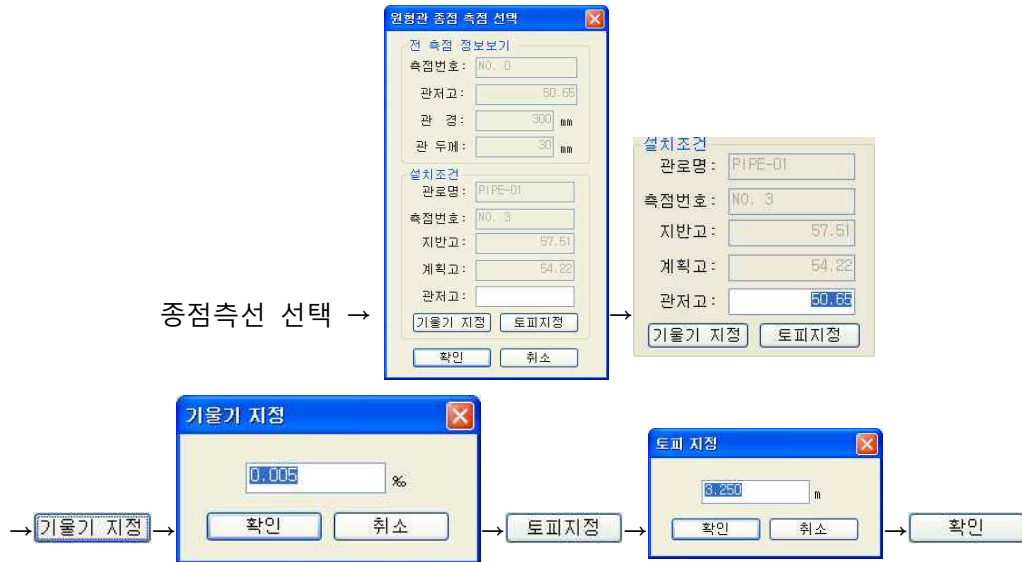 종점측선 선택 →
원형관 종점 측점 선택
전 측점 정보보기
측점번호: NO. 0
관저고: 50.65
관 경: 300 mm
관 두께: 30 mm
설치조건
관로명: PIPE-01
측점번호: NO. 3
지반고: 57.51
계획고: 54.22
관저고:
기울기 지정 토피지정
확인 취소
→
설치조건
관로명: PIPE-01
측점번호: NO. 3
지반고: 57.51
계획고: 54.22
관저고: 50.65
기울기 지정 토피지정
→ 기울기 지정 →
기울기 지정
0.005 ‰
확인 취소
→ 토피지정 →
토피 지정
3.250 m
확인 취소
→ 확인